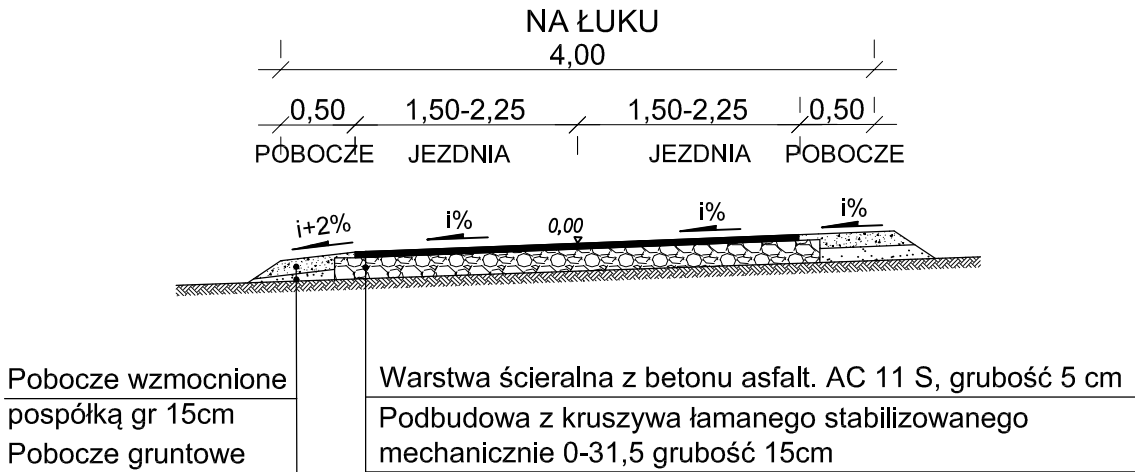 NA ŁUKU
4,00
0,50 1,50-2,25 1,50-2,25 0,50
POBOCZE JEZDNIA JEZDNIA POBOCZE
i+2% i% 0,00 i% i%
Pobocze wzmocnione
pospółką gr 15cm
Pobocze gruntowe
Warstwa ścieralna z betonu asfalt. AC 11 S, grubość 5 cm
Podbudowa z kruszywa łamanego stabilizowanego
mechanicznie 0-31,5 grubość 15cm